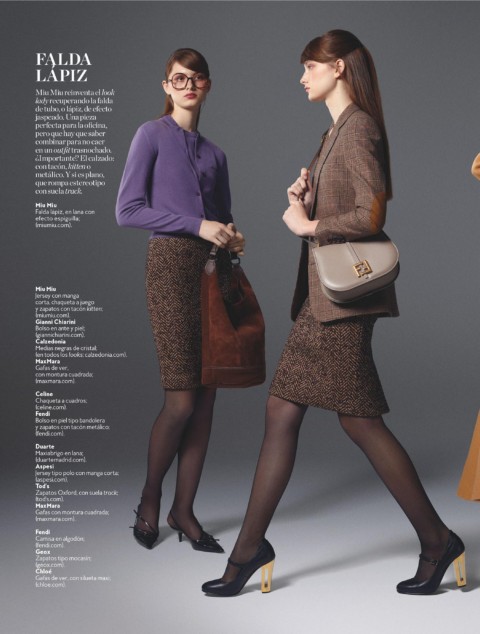 FALDA
LÁPIZ
Miu Miu reinventa el look
lady recuperando la falda
de tubo, o lápiz, de efecto
jaspeado. Una pieza
perfecta para la oficina,
pero que hay que saber
combinar para no caer
en un outfit trasnochado.
¿Importante? El calzado:
con tacón, kitten o
metálico. Y si es plano,
que rompa estereotipo
con suela track.
Miu Miu
Falda lápiz, en lana con
efecto espiguilla;
(miumiu.com).
Miu Miu
Jersey con manga
corta, chaqueta a juego
y zapatos con tacón kitten;
(miumiu.com).
Gianni Chiarini
Bolso en ante y piel;
(giannichiarini.com).
Calzedonia
Medias negras de cristal;
(en todos los looks: calzedonia.com).
MaxMara
Gafas de ver,
con montura cuadrada;
(maxmara.com).
Celine
Chaqueta a cuadros;
(celine.com).
Fendi
Bolso en piel tipo bandolera
y zapatos con tacón metálico;
(fendi.com).
Duarte
Maxiabrigo en lana;
(duartemadrid.com).
Aspesi
Jersey tipo polo con manga corta;
(aspesi.com).
Tod's
Zapatos Oxford, con suela track;
(tods.com).
MaxMara
Gafas con montura cuadrada;
(maxmara.com).
Fendi
Camisa en algodón;
(fendi.com).
Geox
Zapatos tipo mocasín;
(geox.com).
Chloé
Gafas de ver, con silueta maxi;
(chloe.com).